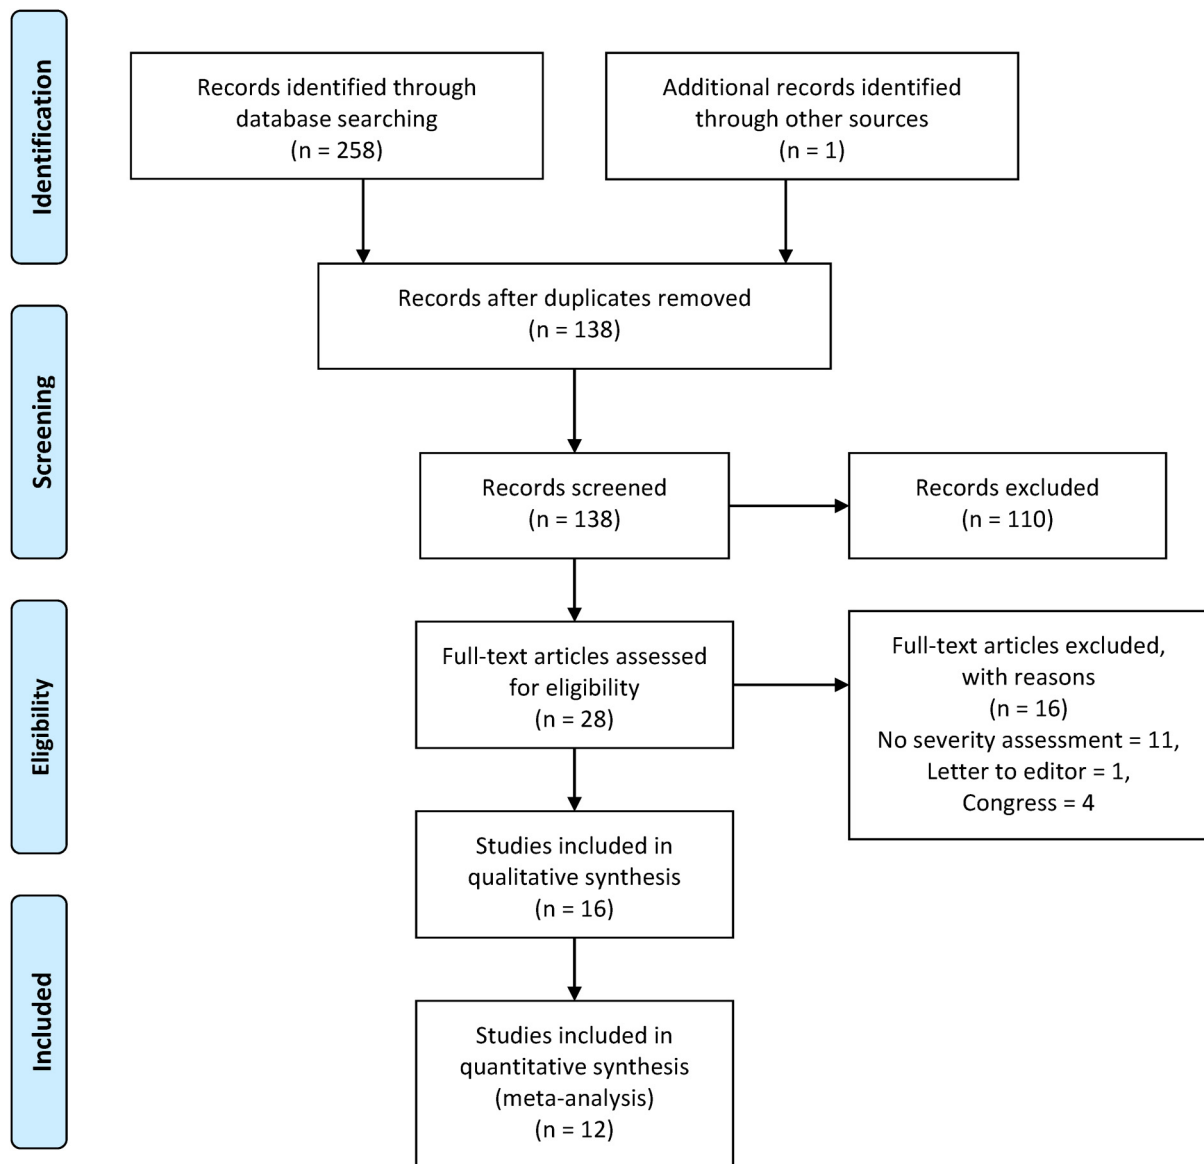 Identification
Records identified through
database searching
(n = 258)
Additional records identified
through other sources
(n = 1)
Records after duplicates removed
(n = 138)
Screening
Records screened
(n = 138)
Records excluded
(n = 110)
Eligibility
Full-text articles assessed
for eligibility
(n = 28)
Full-text articles excluded,
with reasons
(n = 16)
No severity assessment = 11,
Letter to editor = 1,
Congress = 4
Studies included in
qualitative synthesis
(n = 16)
Included
Studies included in
quantitative synthesis
(meta-analysis)
(n = 12)